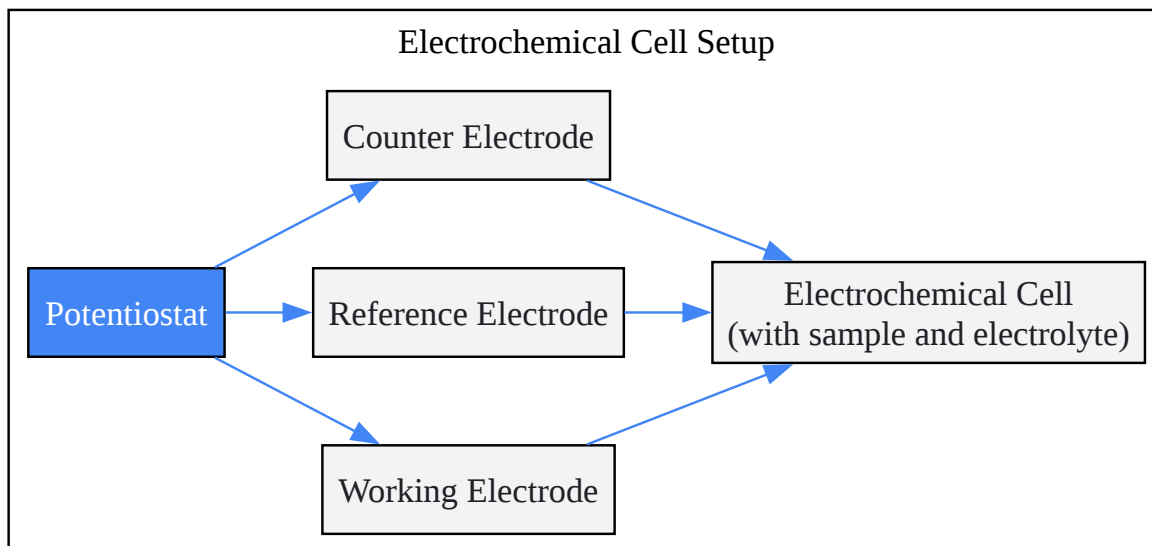 Electrochemical Cell Setup
Counter Electrode
Potentiostat
Reference Electrode
Electrochemical Cell
(with sample and electrolyte)
Working Electrode